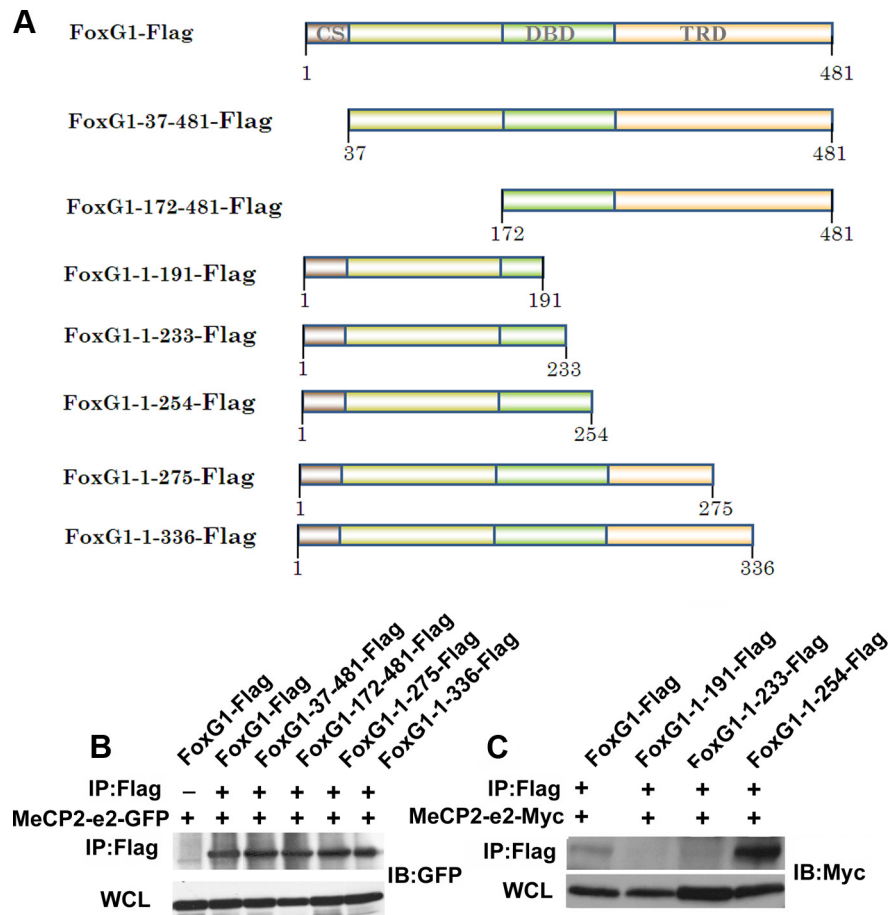 A
FoxG1-Flag
CS DBD TRD
1 481
FoxG1-37-481-Flag
37 481
FoxG1-172-481-Flag
172 481
FoxG1-1-191-Flag
1 191
FoxG1-1-233-Flag
1 233
FoxG1-1-254-Flag
1 254
FoxG1-1-275-Flag
1 275
FoxG1-1-336-Flag
1 336
B
FoxG1-Flag
FoxG1-Flag
FoxG1-37-481-Flag
FoxG1-172-481-Flag
FoxG1-1-275-Flag
FoxG1-1-336-Flag
IP:Flag – + + + + +
MeCP2-e2-GFP + + + + + +
IP:Flag
IB:GFP
WCL
C
FoxG1-Flag
FoxG1-1-191-Flag
FoxG1-1-233-Flag
FoxG1-1-254-Flag
IP:Flag + + + +
MeCP2-e2-Myc + + + +
IP:Flag
IB:Myc
WCL